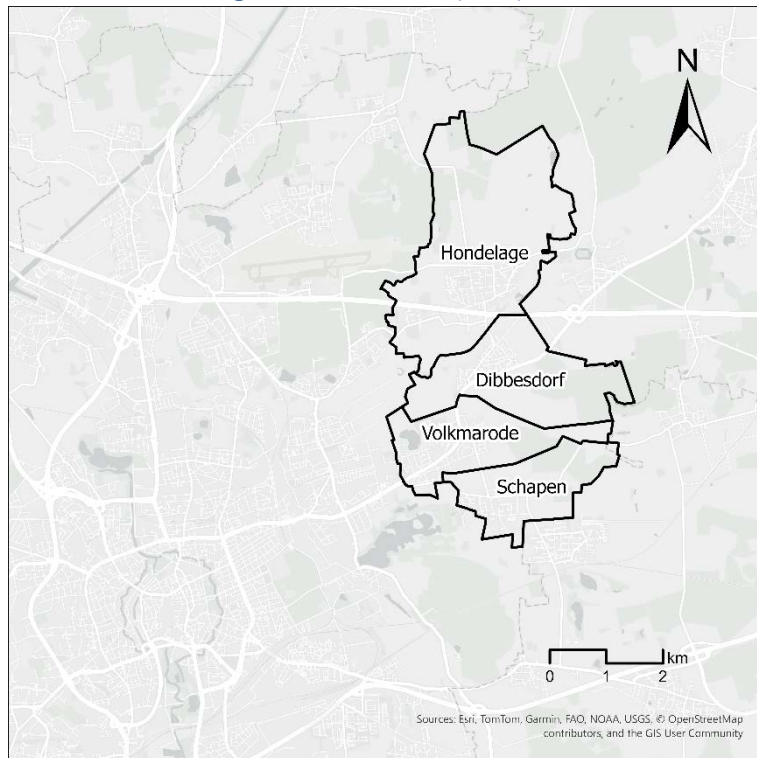 N
Hondelage
Dibbesdorf
Volkmarode
Schapen
km
0 1 2
Sources: Esri, TomTom, Garmin, FAO, NOAA, USGS, © OpenStreetMap
contributors, and the GIS User Community